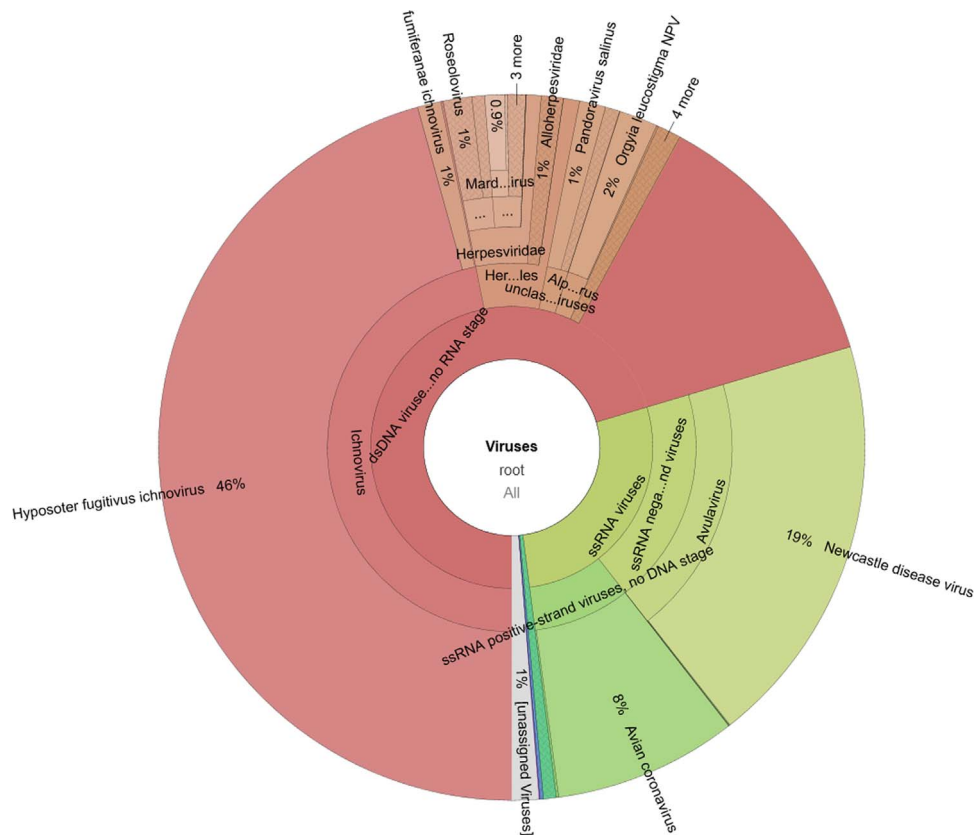 fumiferanae ichnovirus 1%
Roseolovirus 1%
0.9%
3 more
1% Alloherpesviridae
1% Pandoravirus salinus
2% Orgyia leucostigma NPV
4 more
Mard...irus
...
...
Herpesviridae
Her...les
unclas...iruses
Alp...rus
dsDNA viruse...no RNA stage
Ichnovirus
Hyposoter fugitivus ichnovirus 46%
Viruses
root
All
ssRNA viruses
ssRNA nega...nd viruses
Avulavirus
19% Newcastle disease virus
ssRNA positive-strand viruses, no DNA stage
8% Avian coronavirus
1% [unassigned Viruses]